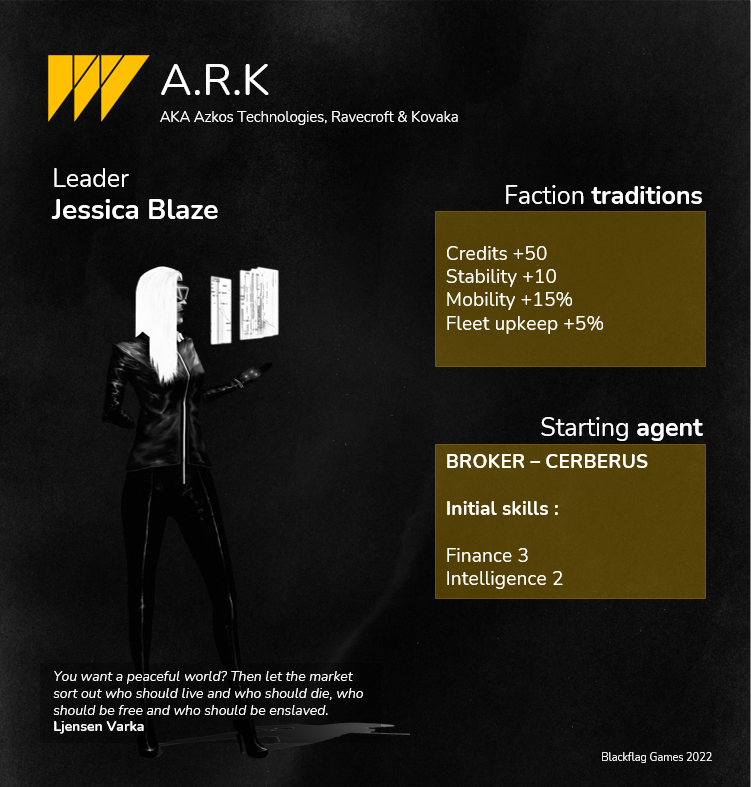 A.R.K
AKA Azkos Technologies, Ravecroft & Kovaka
Leader
Jessica Blaze
Faction traditions
Credits +50
Stability +10
Mobility +15%
Fleet upkeep +5%
Starting agent
BROKER – CERBERUS
Initial skills :
Finance 3
Intelligence 2
You want a peaceful world? Then let the market
sort out who should live and who should die, who
should be free and who should be enslaved.
Ljensen Varka
Blackflag Games 2022